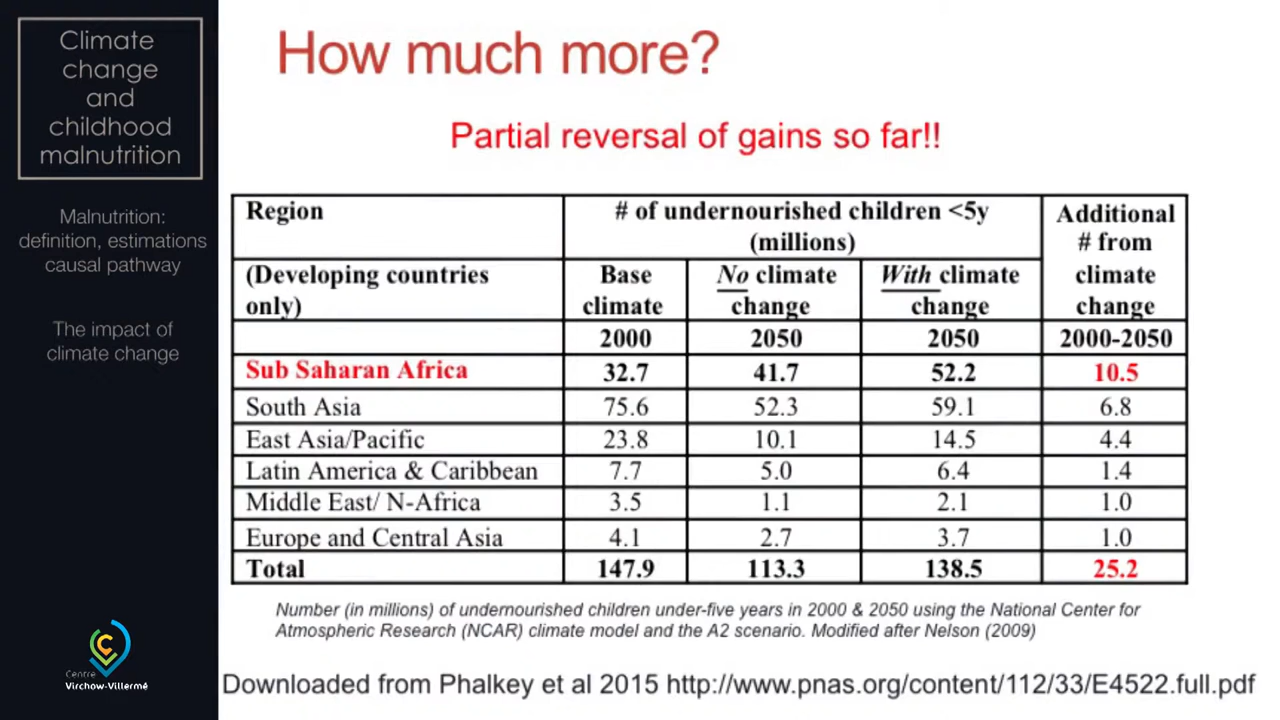 Climate
change
and
childhood
malnutrition
Malnutrition:
definition, estimations
causal pathway
The impact of
climate change
Centre
Virchow-Villermé
How much more?
Partial reversal of gains so far!!
Region # of undernourished children <5y Additional
(millions) # from
(Developing countries Base No climate With climate climate
only) climate change change change
2000 2050 2050 2000-2050
Sub Saharan Africa 32.7 41.7 52.2 10.5
South Asia 75.6 52.3 59.1 6.8
East Asia/Pacific 23.8 10.1 14.5 4.4
Latin America & Caribbean 7.7 5.0 6.4 1.4
Middle East/ N-Africa 3.5 1.1 2.1 1.0
Europe and Central Asia 4.1 2.7 3.7 1.0
Total 147.9 113.3 138.5 25.2
Number (in millions) of undernourished children under-five years in 2000 & 2050 using the National Center for
Atmospheric Research (NCAR) climate model and the A2 scenario. Modified after Nelson (2009)
Downloaded from Phalkey et al 2015 http://www.pnas.org/content/112/33/E4522.full.pdf